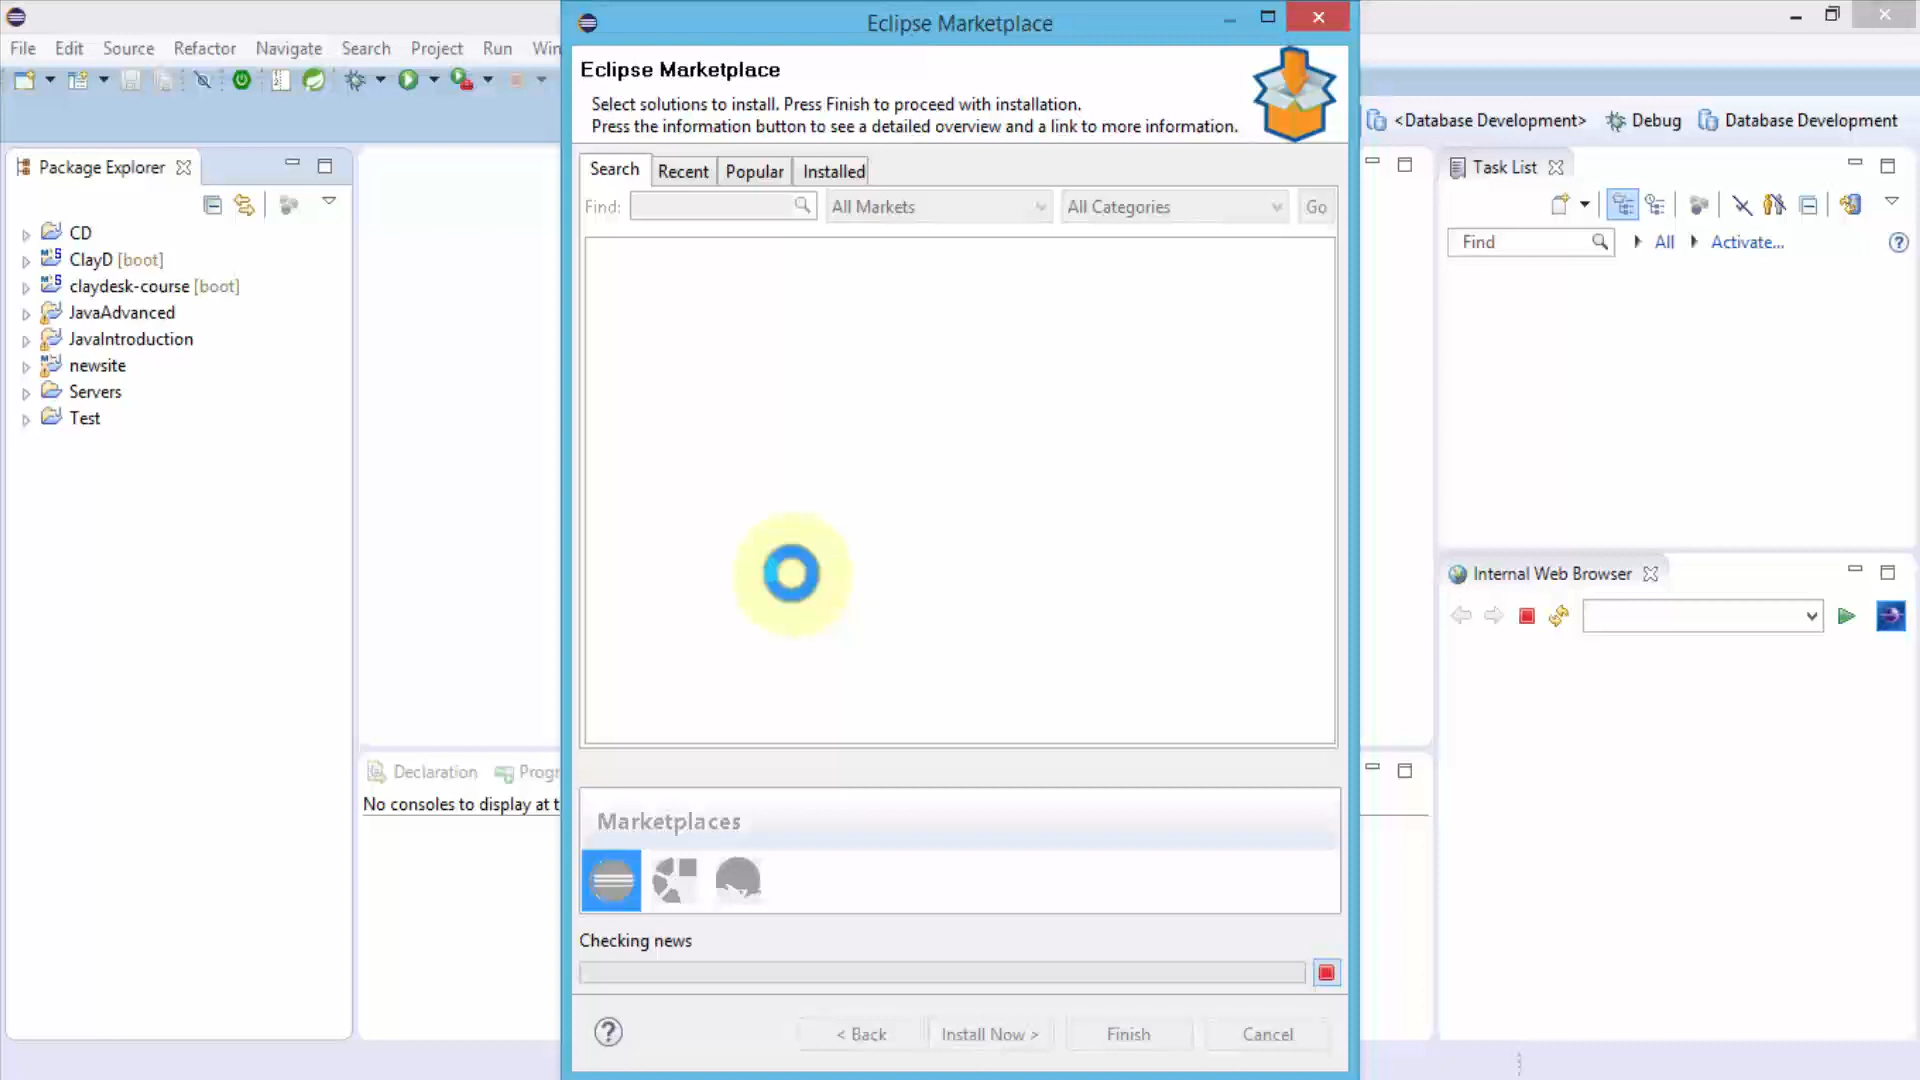 Eclipse Marketplace
File Edit Source Refactor Navigate Search Project Run Win
Eclipse Marketplace
Select solutions to install. Press Finish to proceed with installation.
Press the information button to see a detailed overview and a link to more information.
<Database Development> Debug Database Development
Package Explorer
Search Recent Popular Installed
Find: All Markets All Categories Go
CD
ClayD [boot]
claydesk-course [boot]
JavaAdvanced
JavaIntroduction
newsite
Servers
Test
Task List
Find All Activate...
Internal Web Browser
Declaration Progr
No consoles to display at t
Marketplaces
Checking news
< Back Install Now > Finish Cancel